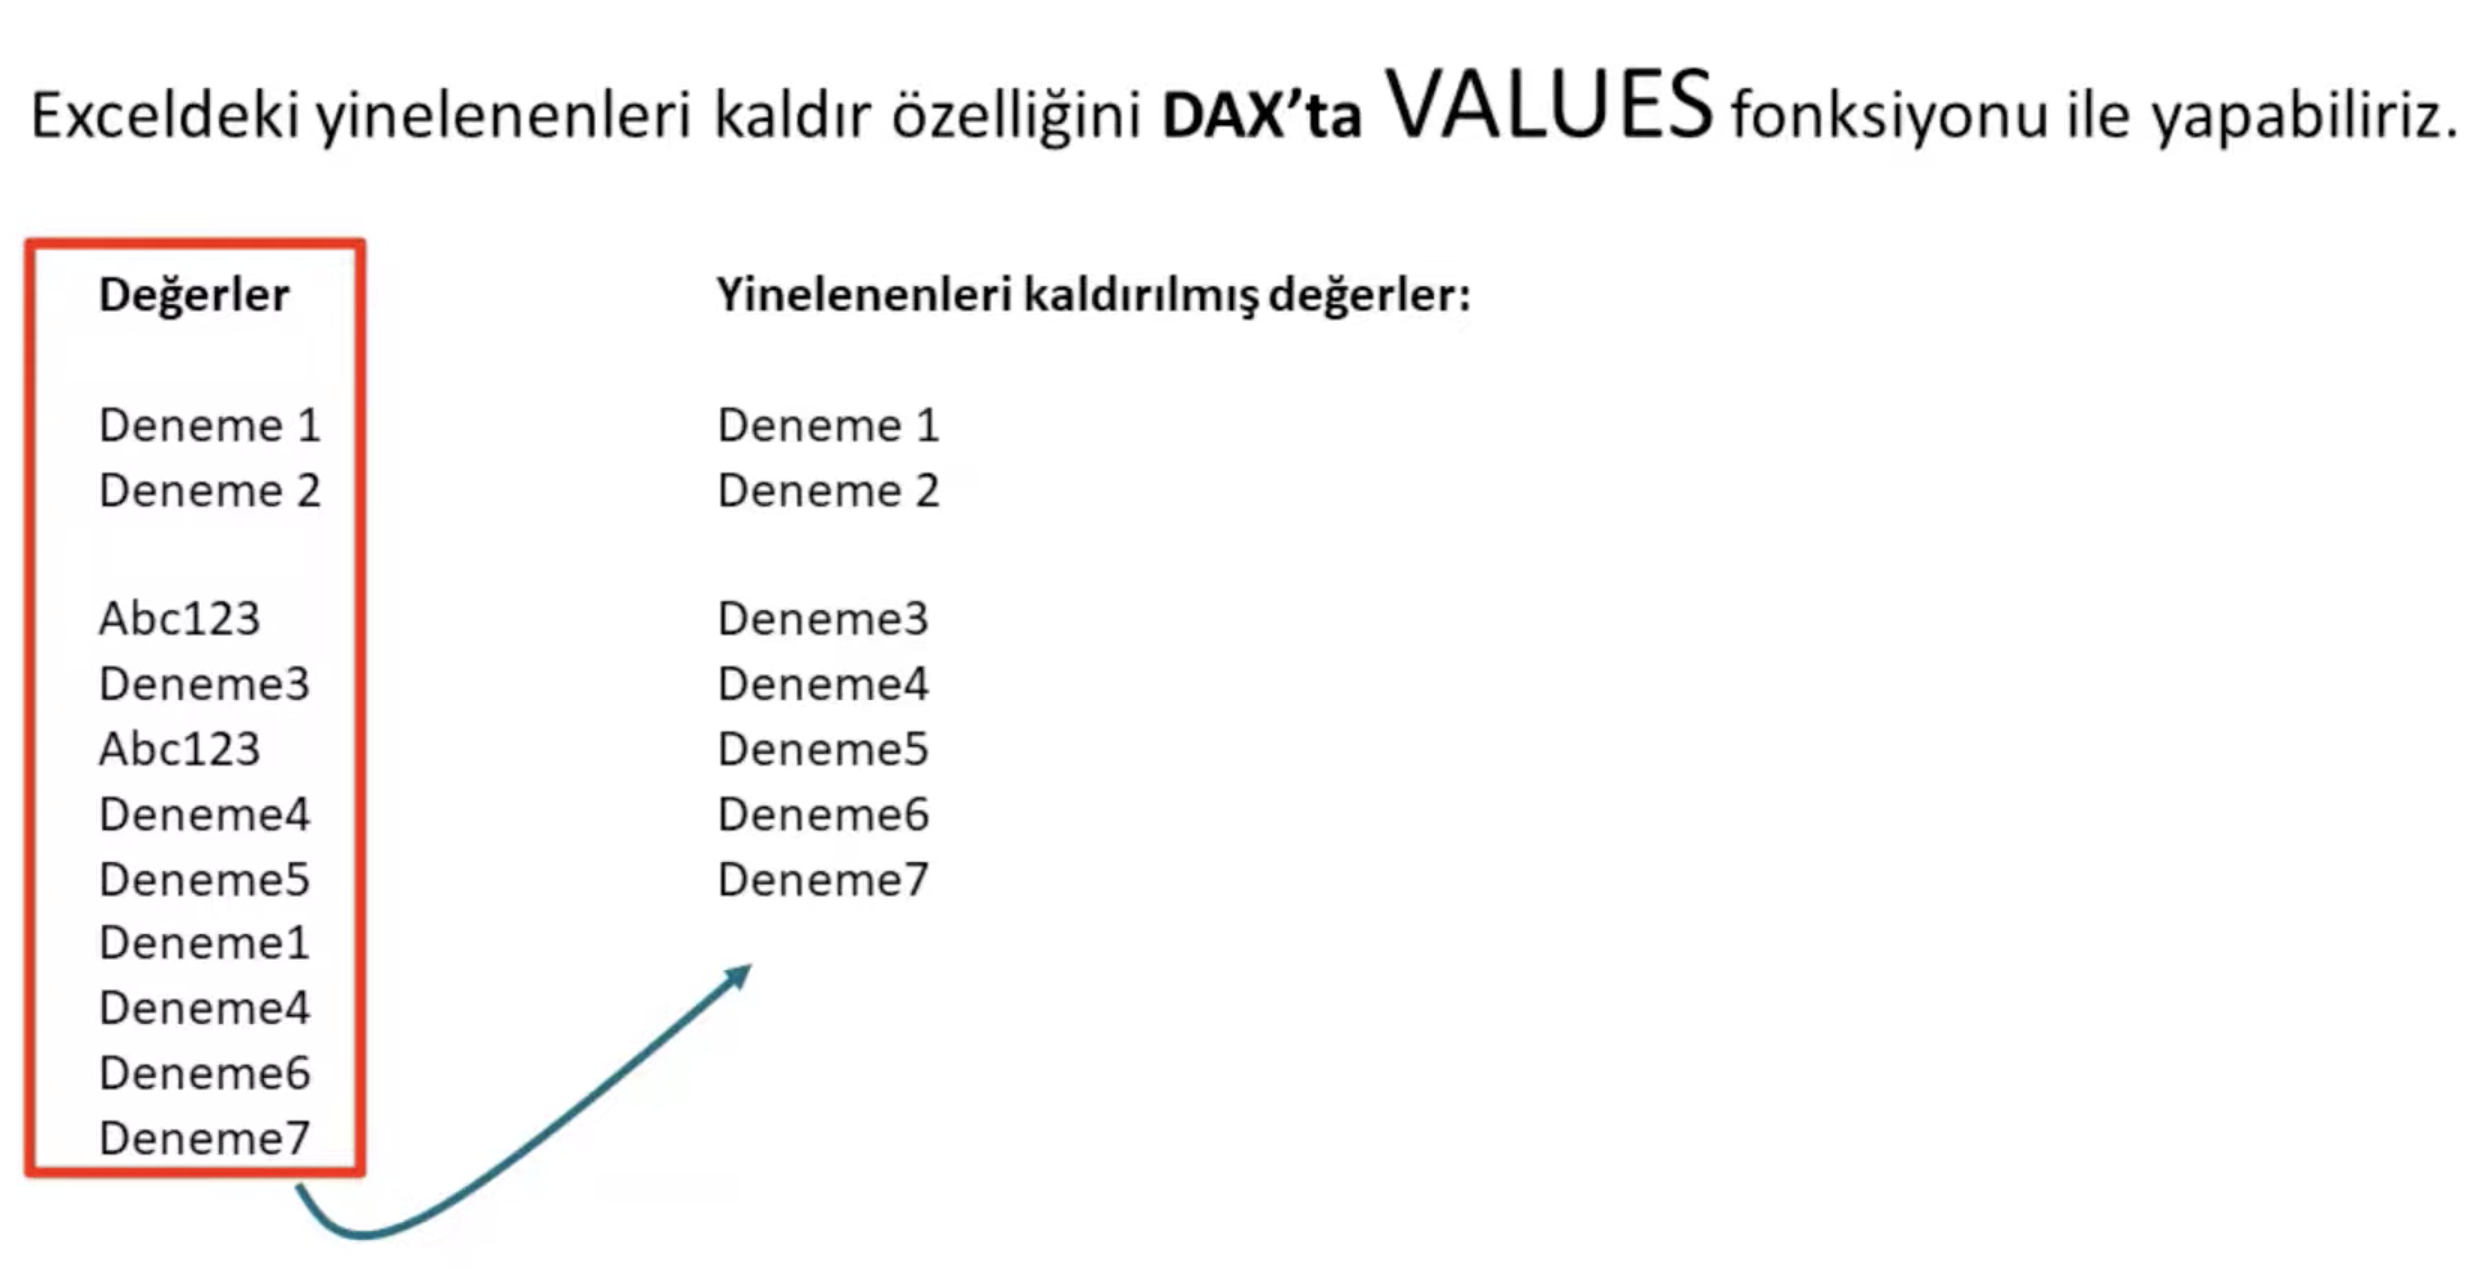 Exceldeki yinelenenleri kaldır özelliğini DAX’ta VALUES fonksiyonu ile yapabiliriz.
Değerler
Deneme 1
Deneme 2
Abc123
Deneme3
Abc123
Deneme4
Deneme5
Deneme1
Deneme4
Deneme6
Deneme7
Yinelenenleri kaldırılmış değerler:
Deneme 1
Deneme 2
Deneme3
Deneme4
Deneme5
Deneme6
Deneme7